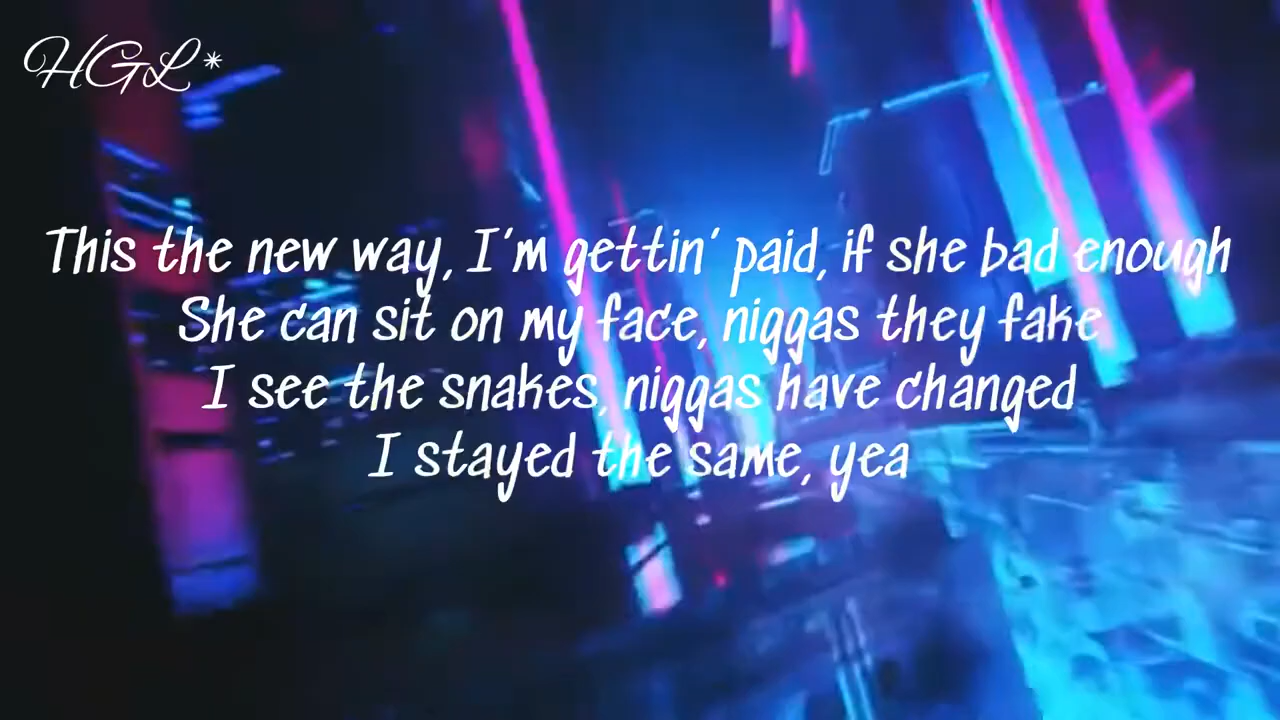 HGL*
This the new way, I'm gettin' paid, if she bad enough
She can sit on my face, niggas they fake
I see the snakes, niggas have changed
I stayed the same, yea